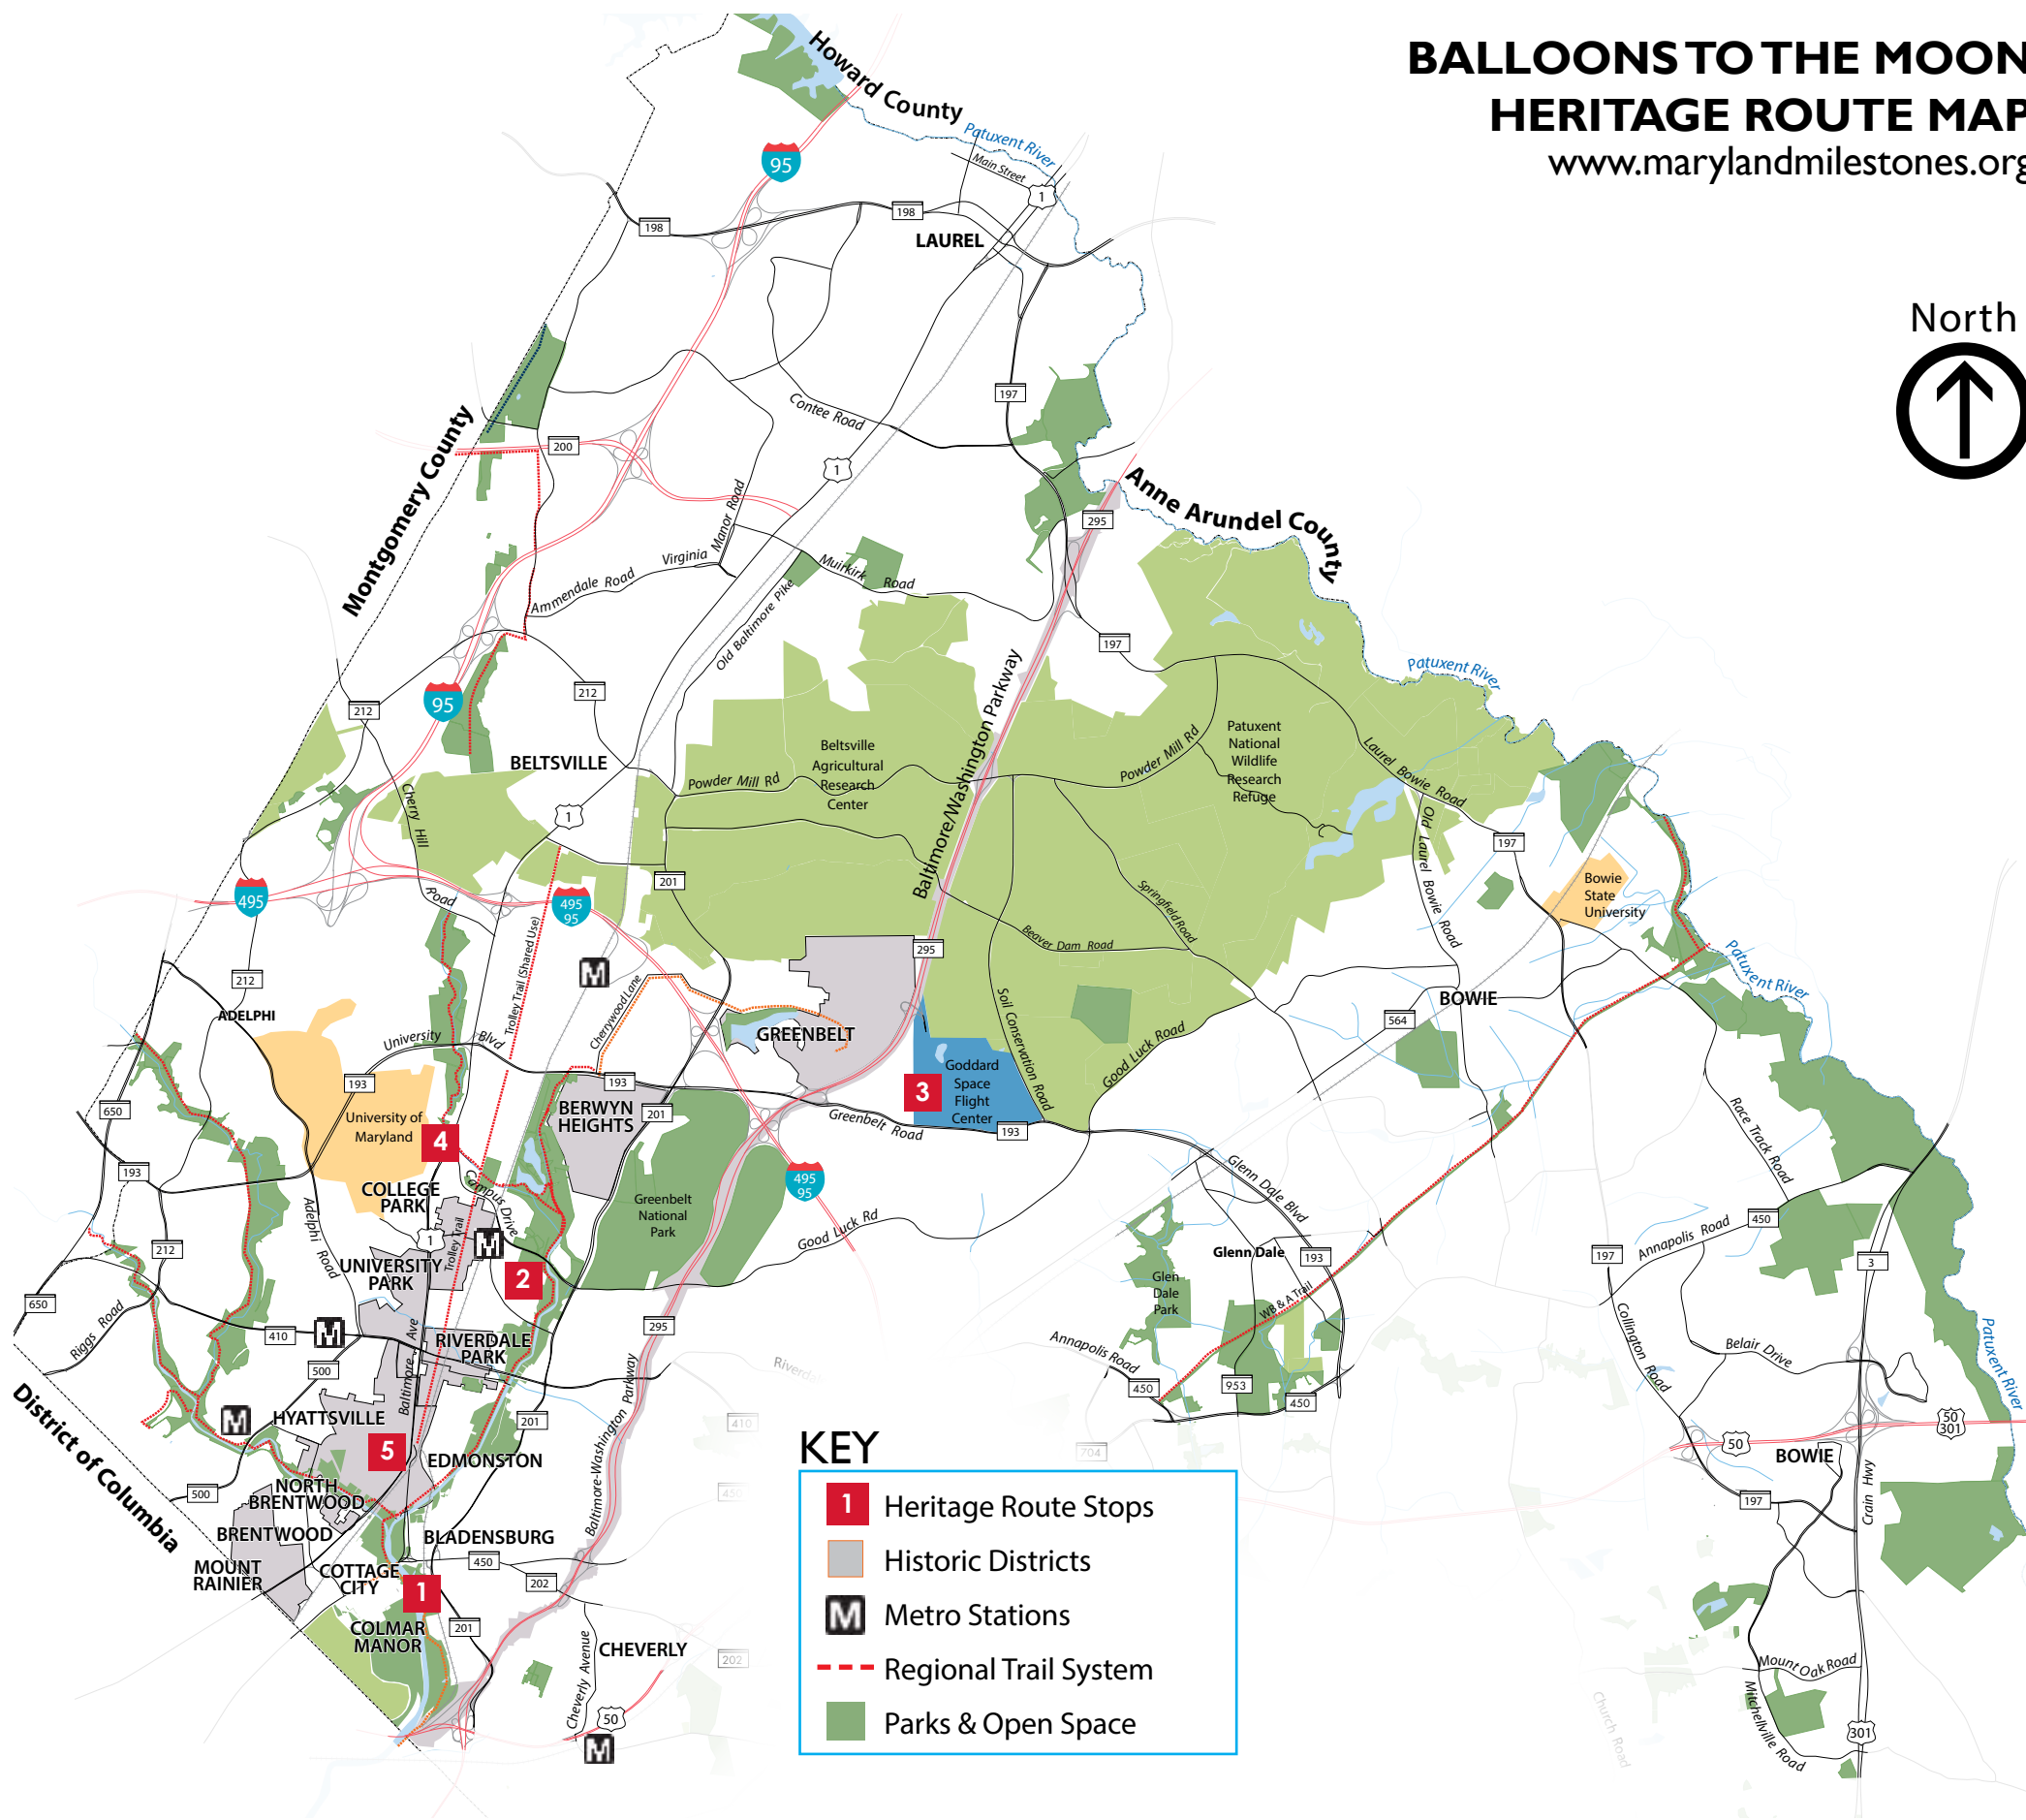 BALLOONS TO THE MOON
HERITAGE ROUTE MAP
www.marylandmilestones.org
North
Howard County
Patuxent River
Main Street
95
1
198
198
LAUREL
Montgomery County
197
Contee Road
200
1
Manor Road
Virginia
Anne Arundel County
295
Muirkirk Road
Ammendale Road
Old Baltimore Pike
197
Patuxent River
212
95
212
BELTSVILLE
Baltimore/Washington Parkway
Powder Mill Rd
Beltsville
Agricultural
Research
Center
Powder Mill Rd
Patuxent
National
Wildlife
Research
Refuge
Laurel Bowie Road
Old Laurel Bowie Road
Cherry Hill
Road
1
197
495
495
95
201
Springfield Road
Bowie
State
University
Beaver Dam Road
295
212
Trolley Trail (Shared Use)
M
Cherrywood Lane
Soil Conservation Road
BOWIE
Patuxent River
ADELPHI
564
University Blvd
GREENBELT
Good Luck Road
193
193
3
Goddard
Space
Flight
Center
650
University of
Maryland
BERWYN
HEIGHTS
201
Greenbelt Road
193
Race Track Road
4
193
Campus Drive
495
95
Glenn Dale Blvd
COLLEGE
PARK
Adelphi Road
Greenbelt
National
Park
450
Annapolis Road
212
1
Trolley Trail
M
Good Luck Rd
Glenn Dale
193
197
3
UNIVERSITY
PARK
2
Glen
Dale
Park
WB & A Trail
650
Riggs Road
410
M
295
Patuxent River
Baltimore Ave
RIVERDALE
PARK
500
Annapolis Road
Collington Road
Belair Drive
Riverda
450
953
450
District of Columbia
M
HYATTSVILLE
201
410
50
301
5
EDMONSTON
Baltimore-Washington Parkway
704
50
BOWIE
500
NORTH
BRENTWOOD
450
197
Crain Hwy
BRENTWOOD
BLADENSBURG
450
MOUNT
RAINIER
COTTAGE
CITY
1
202
COLMAR
MANOR
201
CHEVERLY
202
Cheverly Avenue
50
M
Mount Oak Road
Mitchellville Road
Church Road
301
KEY
1 Heritage Route Stops
Historic Districts
M Metro Stations
Regional Trail System
Parks & Open Space